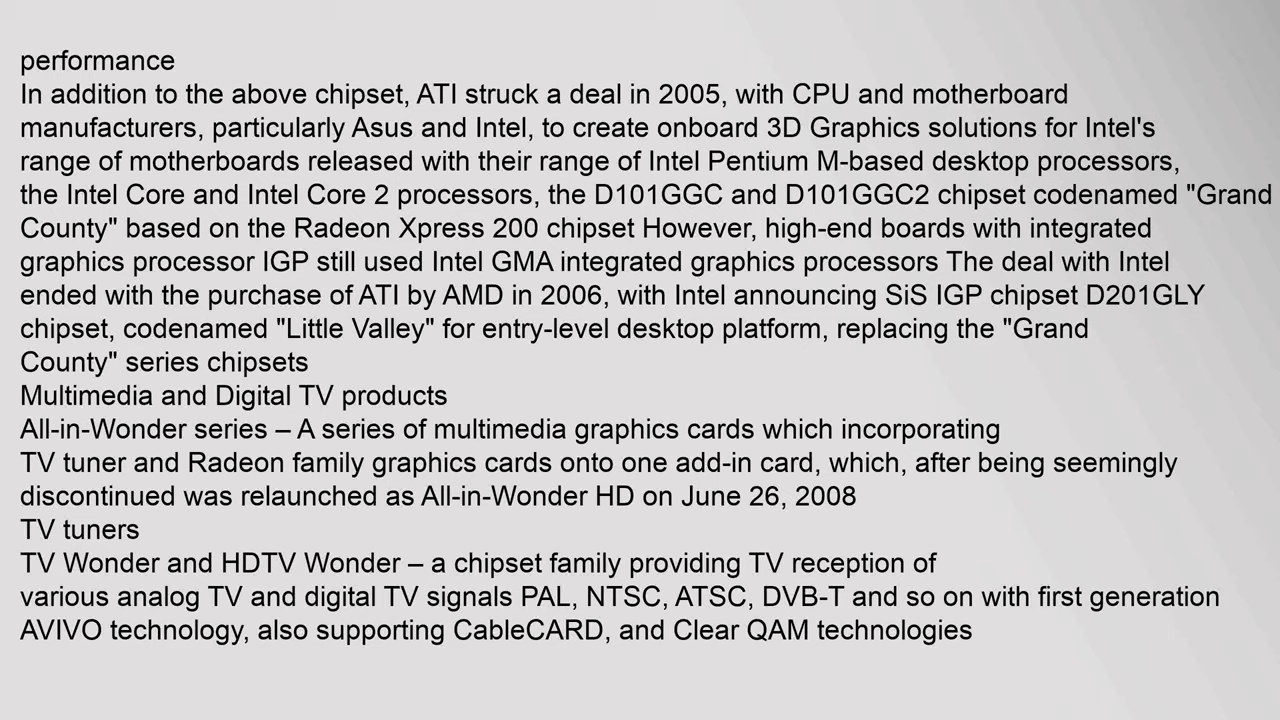 performance
In addition to the above chipset, ATI struck a deal in 2005, with CPU and motherboard
manufacturers, particularly Asus and Intel, to create onboard 3D Graphics solutions for Intel's
range of motherboards released with their range of Intel Pentium M-based desktop processors,
the Intel Core and Intel Core 2 processors, the D101GGC and D101GGC2 chipset codenamed "Grand
County" based on the Radeon Xpress 200 chipset However, high-end boards with integrated
graphics processor IGP still used Intel GMA integrated graphics processors The deal with Intel
ended with the purchase of ATI by AMD in 2006, with Intel announcing SiS IGP chipset D201GLY
chipset, codenamed "Little Valley" for entry-level desktop platform, replacing the "Grand
County" series chipsets
Multimedia and Digital TV products
All-in-Wonder series – A series of multimedia graphics cards which incorporating
TV tuner and Radeon family graphics cards onto one add-in card, which, after being seemingly
discontinued was relaunched as All-in-Wonder HD on June 26, 2008
TV tuners
TV Wonder and HDTV Wonder – a chipset family providing TV reception of
various analog TV and digital TV signals PAL, NTSC, ATSC, DVB-T and so on with first generation
AVIVO technology, also supporting CableCARD, and Clear QAM technologies